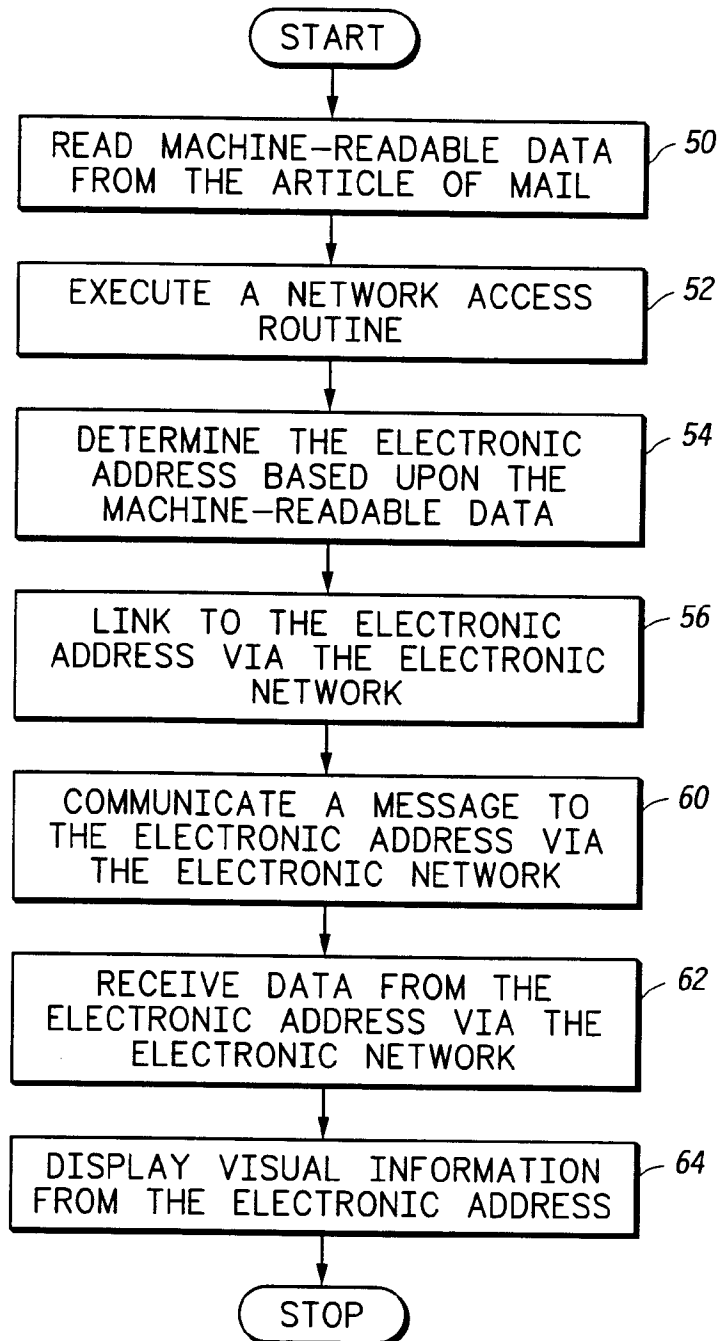 START
READ MACHINE-READABLE DATA
FROM THE ARTICLE OF MAIL
50
EXECUTE A NETWORK ACCESS
ROUTINE
52
DETERMINE THE ELECTRONIC
ADDRESS BASED UPON THE
MACHINE-READABLE DATA
54
LINK TO THE ELECTRONIC
ADDRESS VIA THE ELECTRONIC
NETWORK
56
COMMUNICATE A MESSAGE TO
THE ELECTRONIC ADDRESS VIA
THE ELECTRONIC NETWORK
60
RECEIVE DATA FROM THE
ELECTRONIC ADDRESS VIA THE
ELECTRONIC NETWORK
62
DISPLAY VISUAL INFORMATION
FROM THE ELECTRONIC ADDRESS
64
STOP